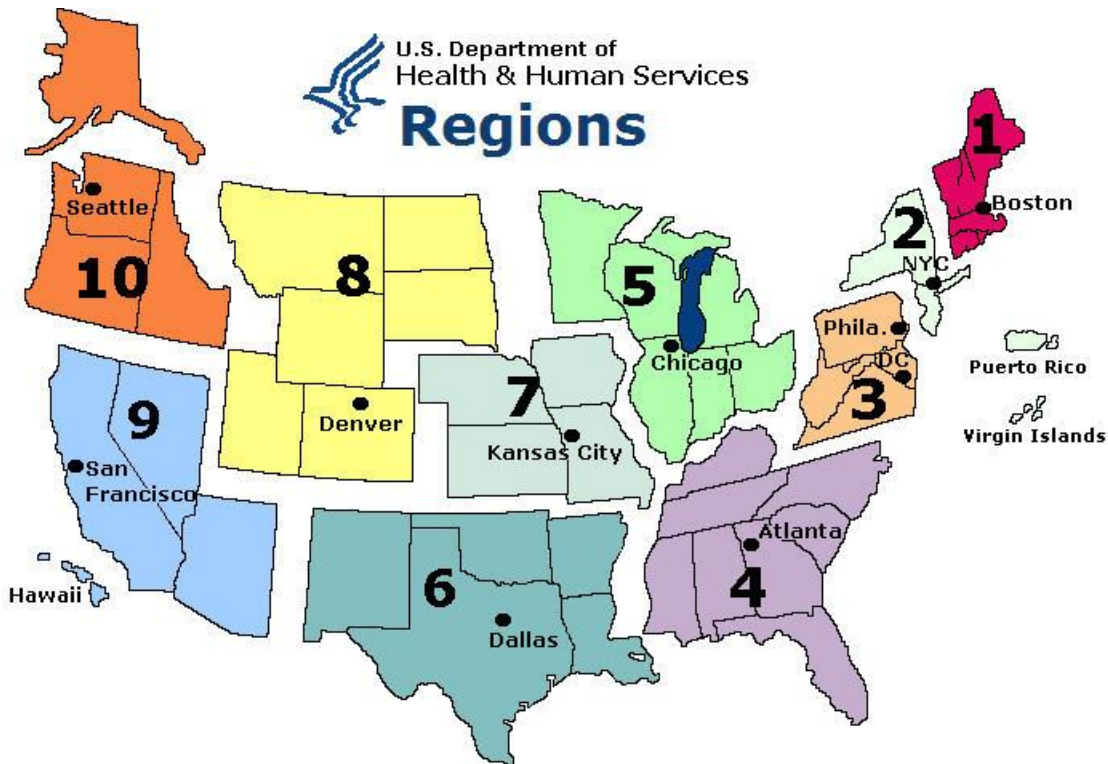 U.S. Department of
Health & Human Services
Regions
1
Boston
2
NYC
Seattle
10
8
5
Phila.
DC
3
Chicago
Puerto Rico
Virgin Islands
9
7
Denver
Kansas City
San
Francisco
Atlanta
4
6
Dallas
Hawaii